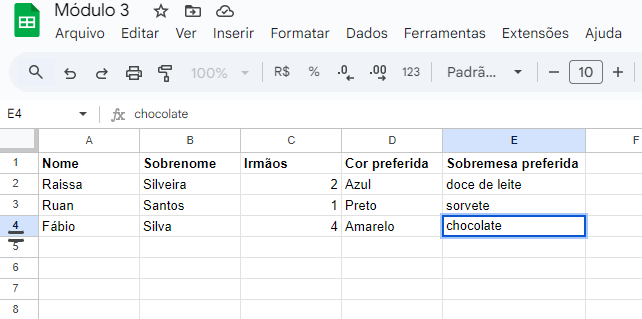 Módulo 3
Arquivo Editar Ver Inserir Formatar Dados Ferramentas Extensões Ajuda
100% R$ % .0 .00 123 Padrã... 10
E4 fx chocolate
A B C D E F
1 Nome Sobrenome Irmãos Cor preferida Sobremesa preferida
2 Raissa Silveira 2 Azul doce de leite
3 Ruan Santos 1 Preto sorvete
4 Fábio Silva 4 Amarelo chocolate
5
6
7
8